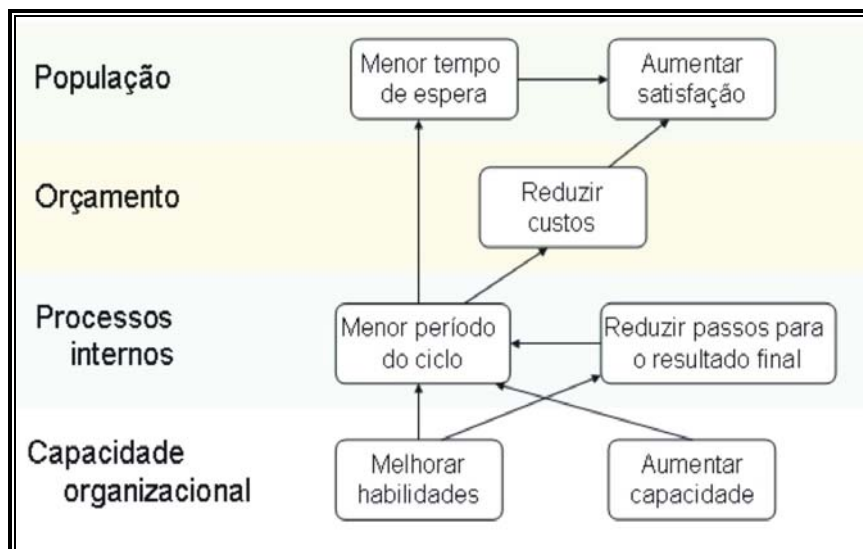 População
Menor tempo
de espera
Aumentar
satisfação
Orçamento
Reduzir
custos
Processos
internos
Menor período
do ciclo
Reduzir passos para
o resultado final
Capacidade
organizacional
Melhorar
habilidades
Aumentar
capacidade